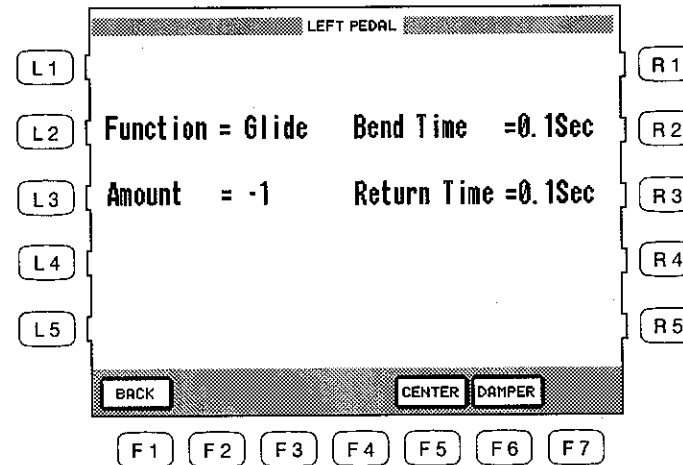 LEFT PEDAL
L1 R1
L2 Function = Glide Bend Time =0.1Sec R2
L3 Amount = -1 Return Time =0.1Sec R3
L4 R4
L5 R5
BACK CENTER DAMPER
F1 F2 F3 F4 F5 F6 F7